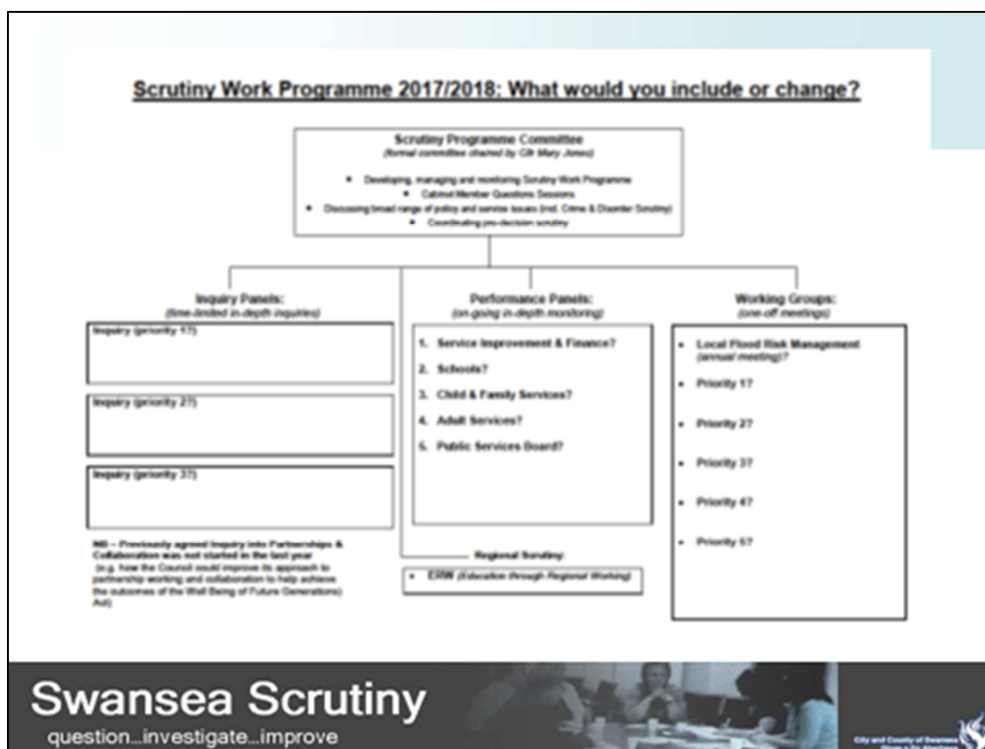 Scrutiny Work Programme 2017/2018: What would you include or change?
Scrutiny Programme Committee
(formal committee chaired by Cllr Mary Jones)
• Developing, managing and monitoring Scrutiny Work Programme
• Cabinet Member Questions Sessions
• Discussing broad range of policy and service issues (incl. Crime & Disorder Scrutiny)
• Coordinating pre-decision scrutiny
Inquiry Panels:
(time-limited in-depth inquiries)
Inquiry (priority 1?)
Inquiry (priority 2?)
Inquiry (priority 3?)
NB – Previously agreed Inquiry into Partnerships &
Collaboration was not started in the last year
(e.g. how the Council could improve its approach to
partnership working and collaboration to help achieve
the outcomes of the Well Being of Future Generations)
Act)
Performance Panels:
(on-going in-depth monitoring)
1. Service Improvement & Finance?
2. Schools?
3. Child & Family Services?
4. Adult Services?
5. Public Services Board?
Regional Scrutiny:
• ERW (Education through Regional Working)
Working Groups:
(one-off meetings)
• Local Flood Risk Management
(annual meeting)?
• Priority 1?
• Priority 2?
• Priority 3?
• Priority 4?
• Priority 5?
Swansea Scrutiny
question...investigate...improve
City and County of Swansea